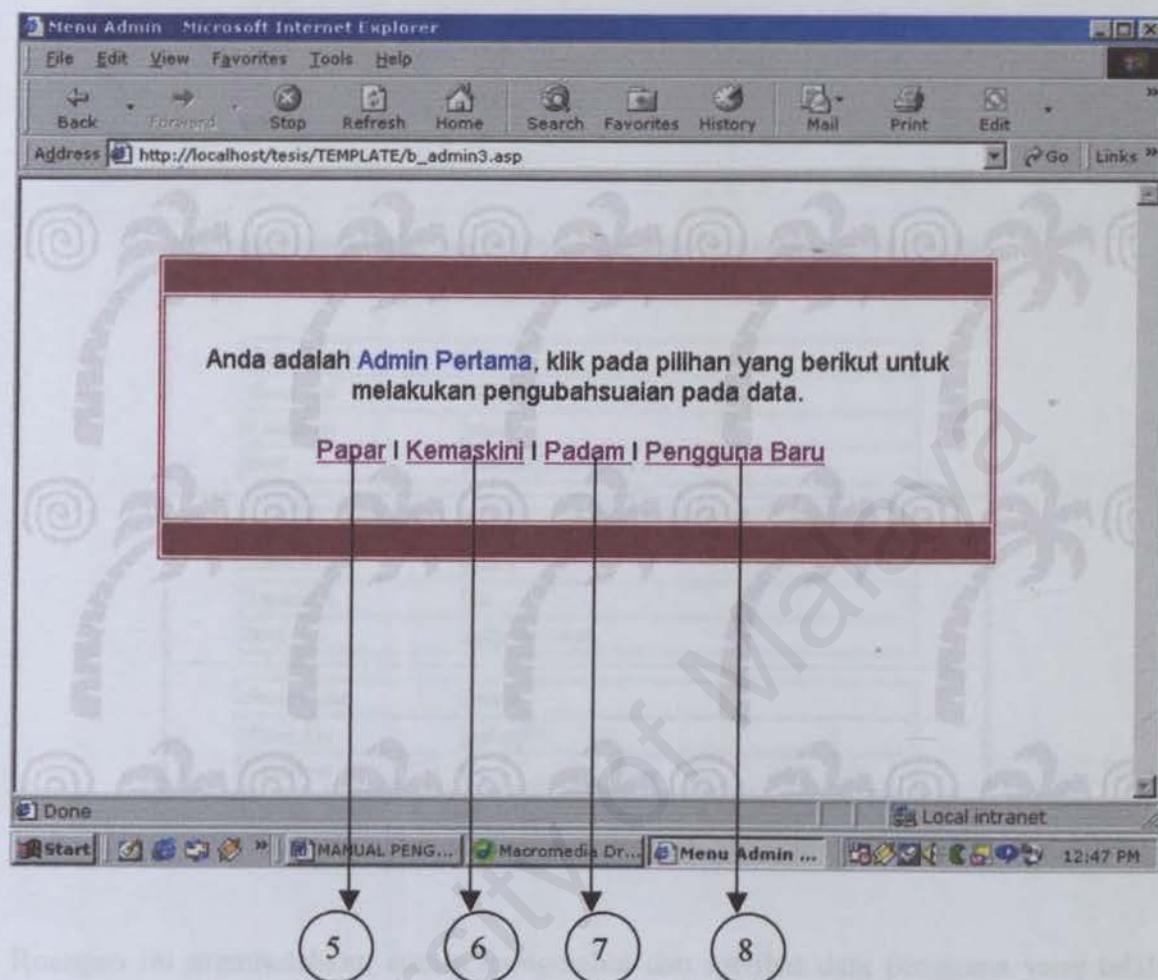 Menu Admin - Microsoft Internet Explorer
File Edit View Favorites Tools Help
Back Forward Stop Refresh Home Search Favorites History Mail Print Edit
Address http://localhost/tesis/TEMPLATE/b_admin3.asp Go Links »
Anda adalah Admin Pertama, klik pada pilihan yang berikut untuk
melakukan pengubahsuaian pada data.
Papar | Kemaskini | Padam | Pengguna Baru
Done Local intranet
Start » MANUAL PENG... Macromedia Dr... Menu Admin ... 12:47 PM
5 6 7 8
University of Malaya